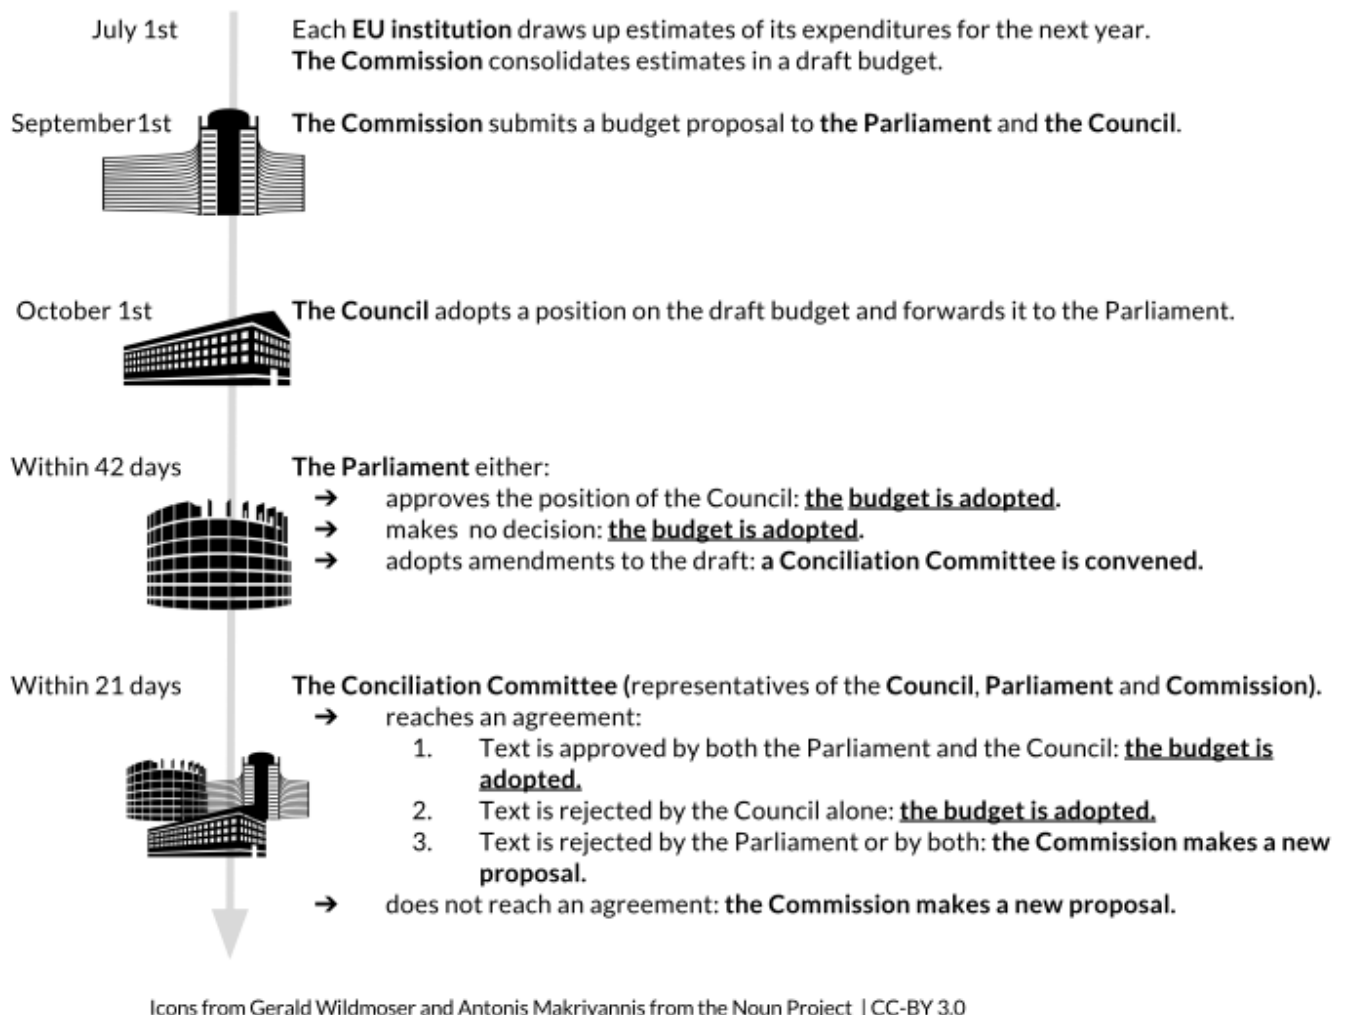 July 1st
Each EU institution draws up estimates of its expenditures for the next year.
The Commission consolidates estimates in a draft budget.
September1st
The Commission submits a budget proposal to the Parliament and the Council.
October 1st
The Council adopts a position on the draft budget and forwards it to the Parliament.
Within 42 days
The Parliament either:
➔ approves the position of the Council: the budget is adopted.
➔ makes no decision: the budget is adopted.
➔ adopts amendments to the draft: a Conciliation Committee is convened.
Within 21 days
The Conciliation Committee (representatives of the Council, Parliament and Commission).
➔ reaches an agreement:
1. Text is approved by both the Parliament and the Council: the budget is
adopted.
2. Text is rejected by the Council alone: the budget is adopted.
3. Text is rejected by the Parliament or by both: the Commission makes a new
proposal.
➔ does not reach an agreement: the Commission makes a new proposal.
Icons from Gerald Wildmoser and Antonis Makriyannis from the Noun Project | CC-BY 3.0